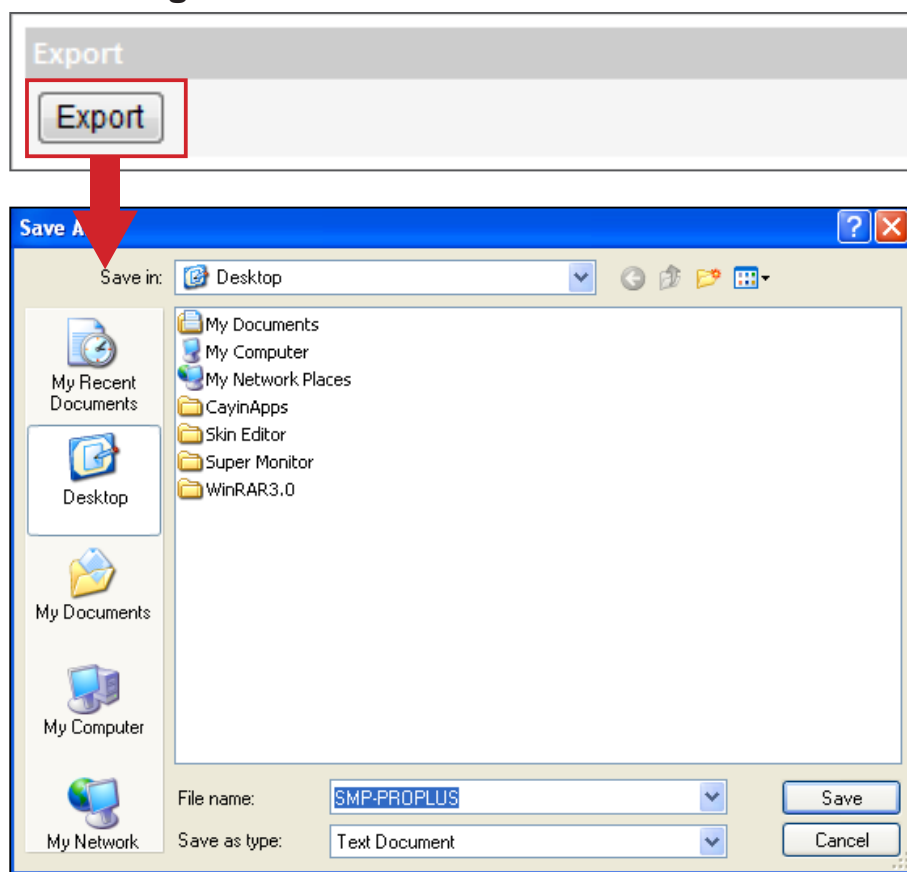 Export
Export
Save A
Save in:
Desktop
My Documents
My Computer
My Network Places
CayinApps
Skin Editor
Super Monitor
WinRAR3.0
My Recent
Documents
Desktop
My Documents
My Computer
My Network
File name:
SMP-PROPLUS
Save
Save as type:
Text Document
Cancel